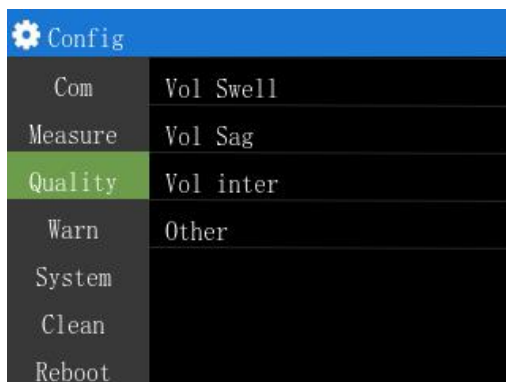 Config
Com
Measure
Quality
Warn
System
Clean
Reboot
Vol Swell
Vol Sag
Vol inter
Other